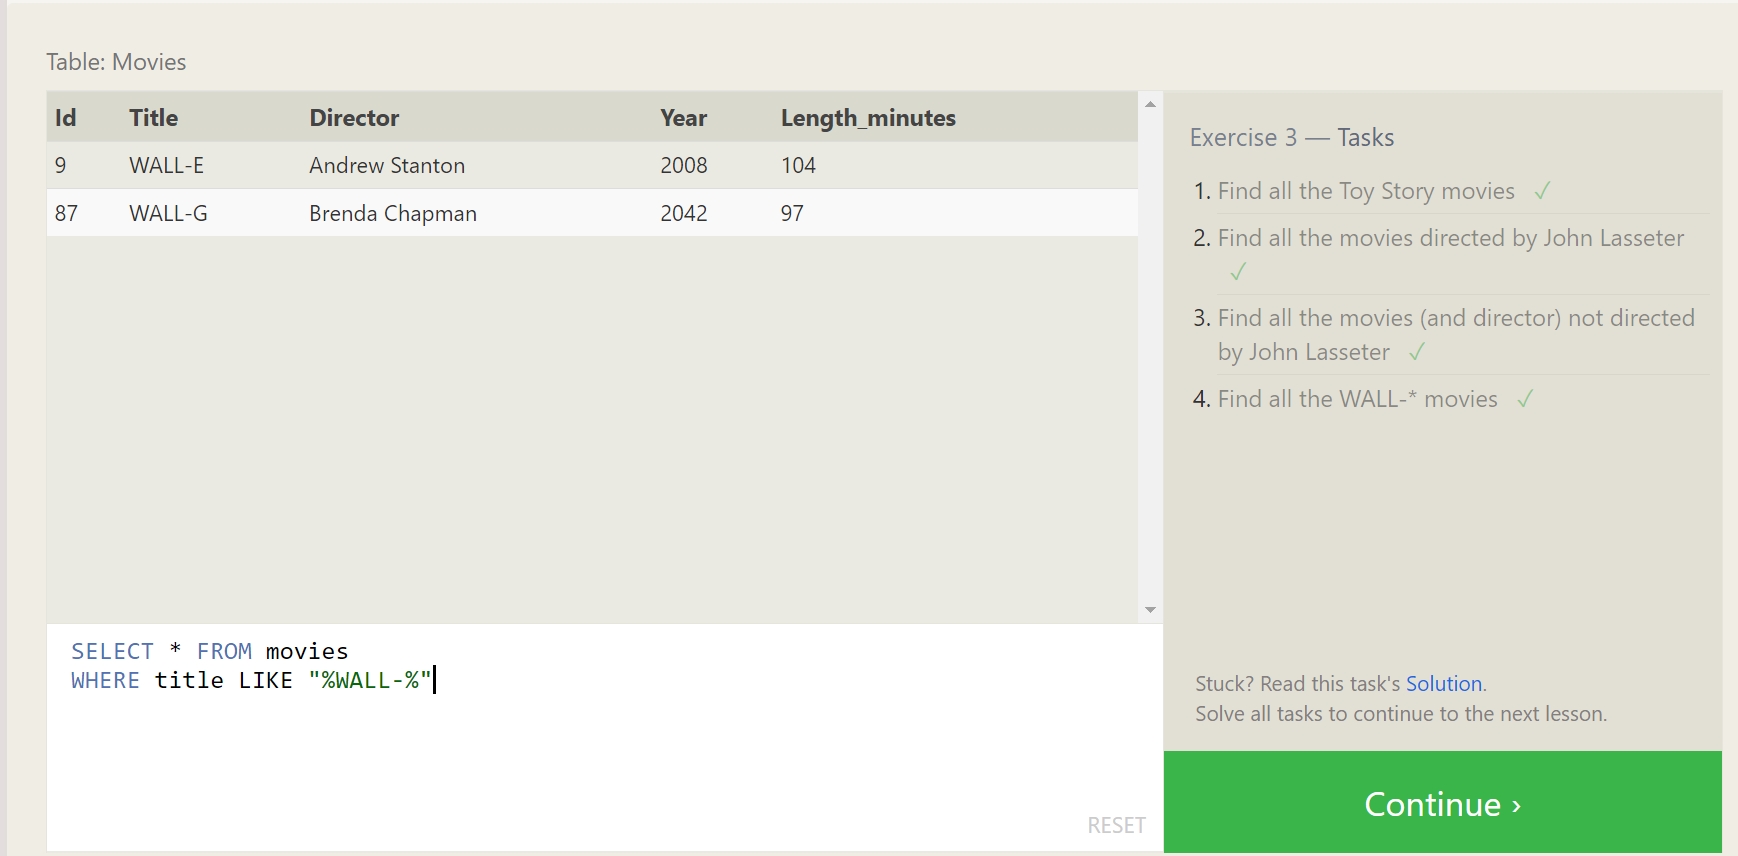 Table: Movies
Id Title Director Year Length_minutes
9 WALL-E Andrew Stanton 2008 104
87 WALL-G Brenda Chapman 2042 97
SELECT * FROM movies
WHERE title LIKE "%WALL-%"
RESET
Exercise 3 — Tasks
1. Find all the Toy Story movies ✓
2. Find all the movies directed by John Lasseter
✓
3. Find all the movies (and director) not directed
by John Lasseter ✓
4. Find all the WALL-* movies ✓
Stuck? Read this task's Solution.
Solve all tasks to continue to the next lesson.
Continue ›